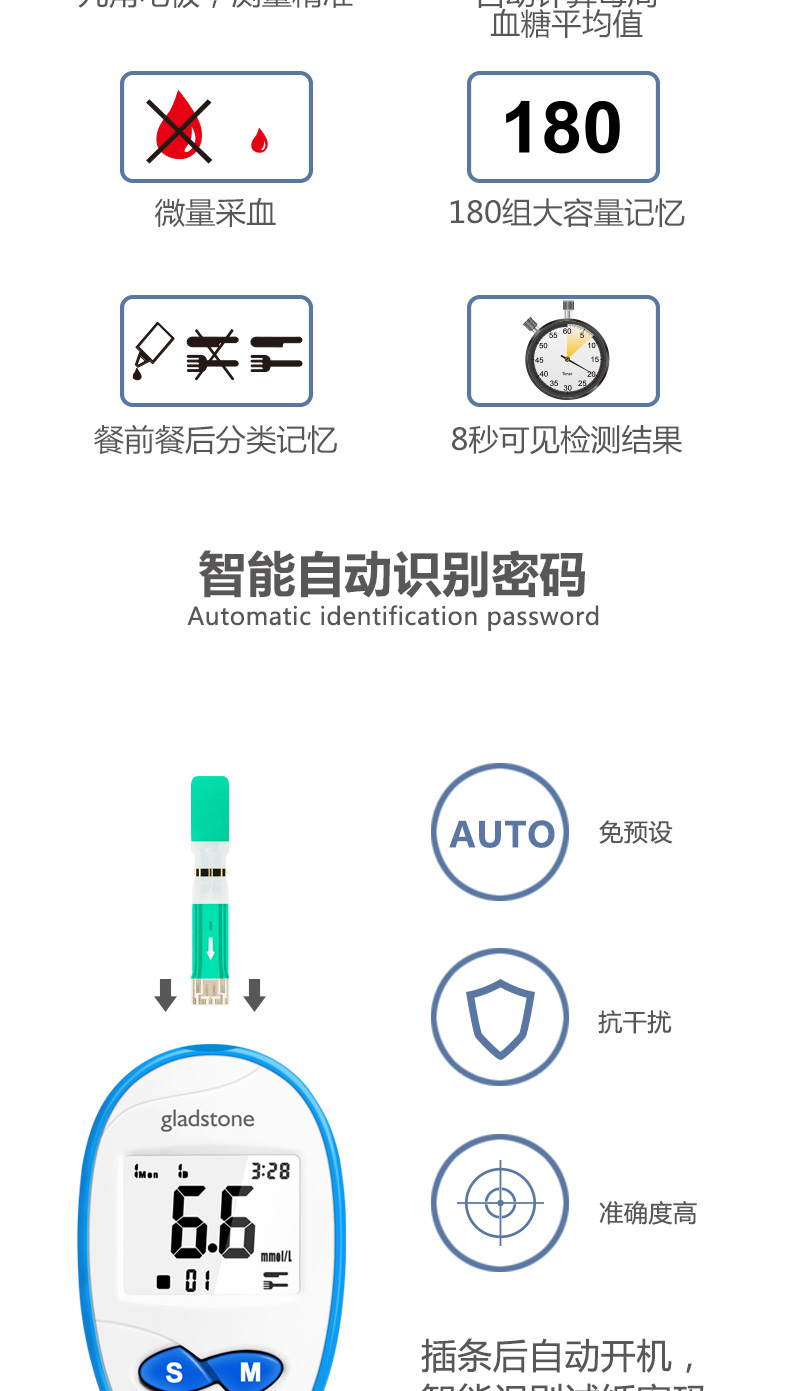 血糖平均值
180
微量采血
180组大容量记忆
60
55
5
50
10
45
15
Timer
40
20
35
25
30
餐前餐后分类记忆
8秒可见检测结果
智能自动识别密码
Automatic identification password
AUTO
免预设
抗干扰
gladstone
1Mon 1D 3:28
6.6
mmol/L
01
准确度高
插条后自动开机，
S M